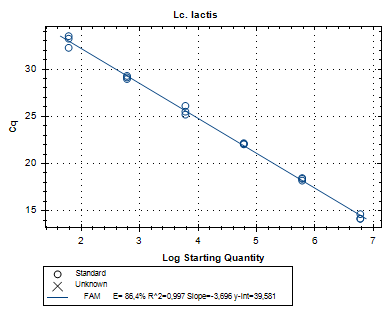 Lc. lactis
30
25
20
15
Cq
2 3 4 5 6 7
Log Starting Quantity
Standard
Unknown
FAM E= 86,4% R^2=0,997 Slope=-3,696 y-int=39,581